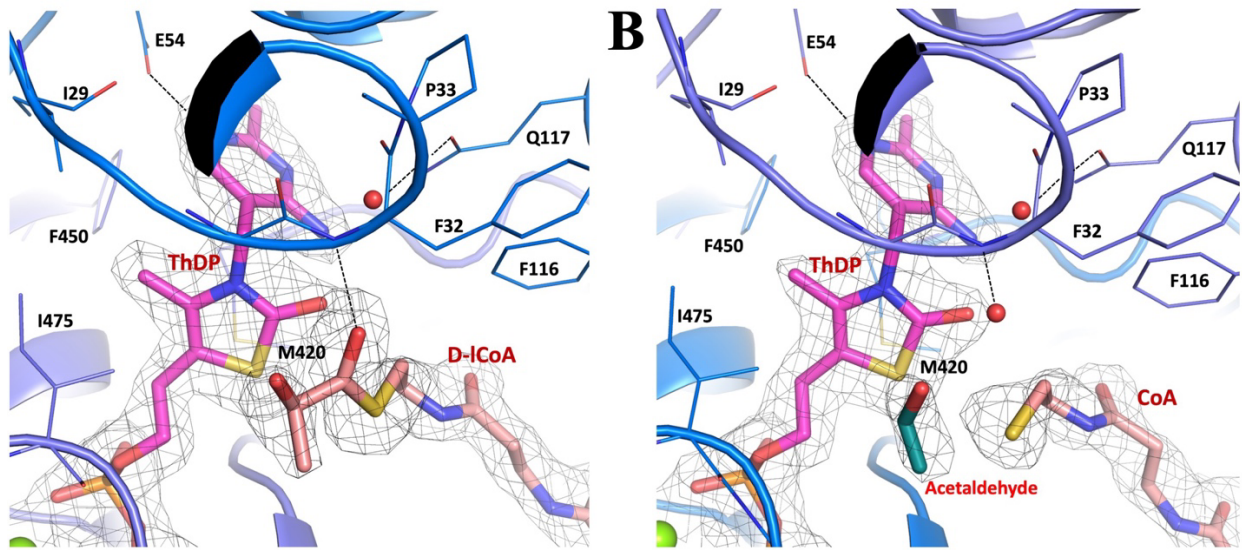 E54
I29
P33
Q117
F450
F32
ThDP
F116
I475
M420
D-lCoA
B
E54
I29
P33
Q117
F450
F32
ThDP
F116
I475
M420
CoA
Acetaldehyde